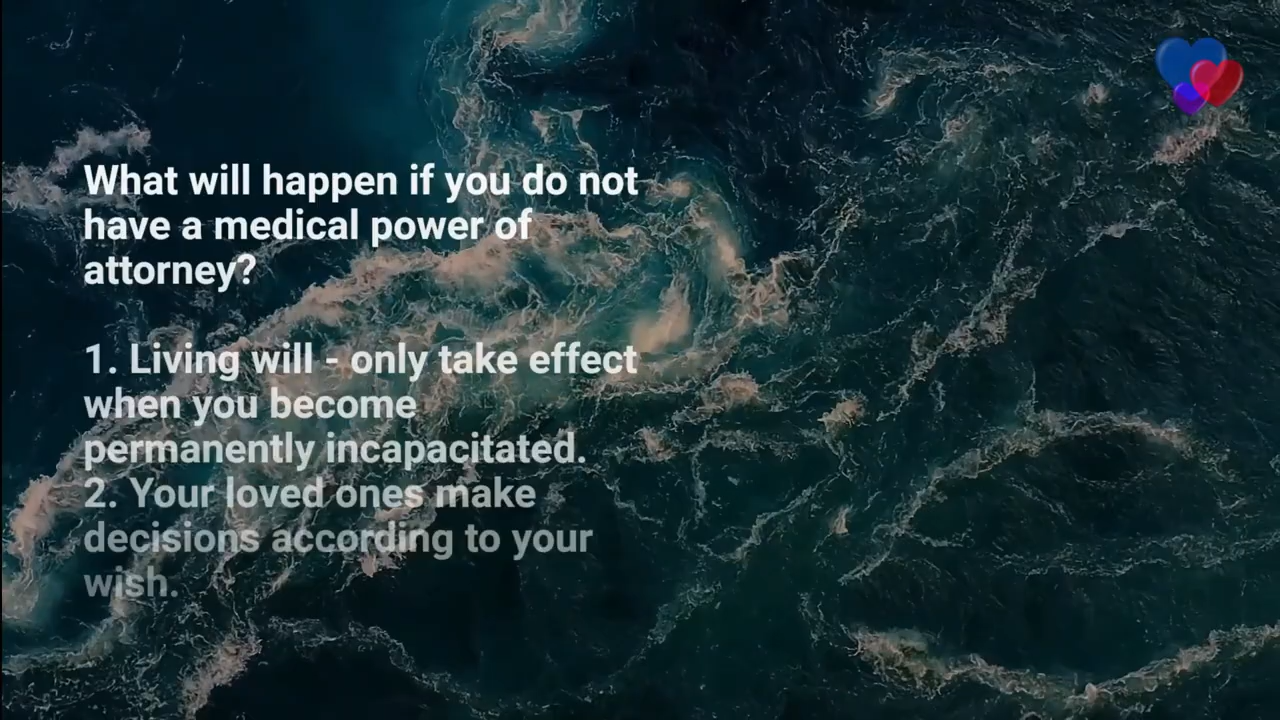 What will happen if you do not
have a medical power of
attorney?
1. Living will - only take effect
when you become
permanently incapacitated.
2. Your loved ones make
decisions according to your
wish.